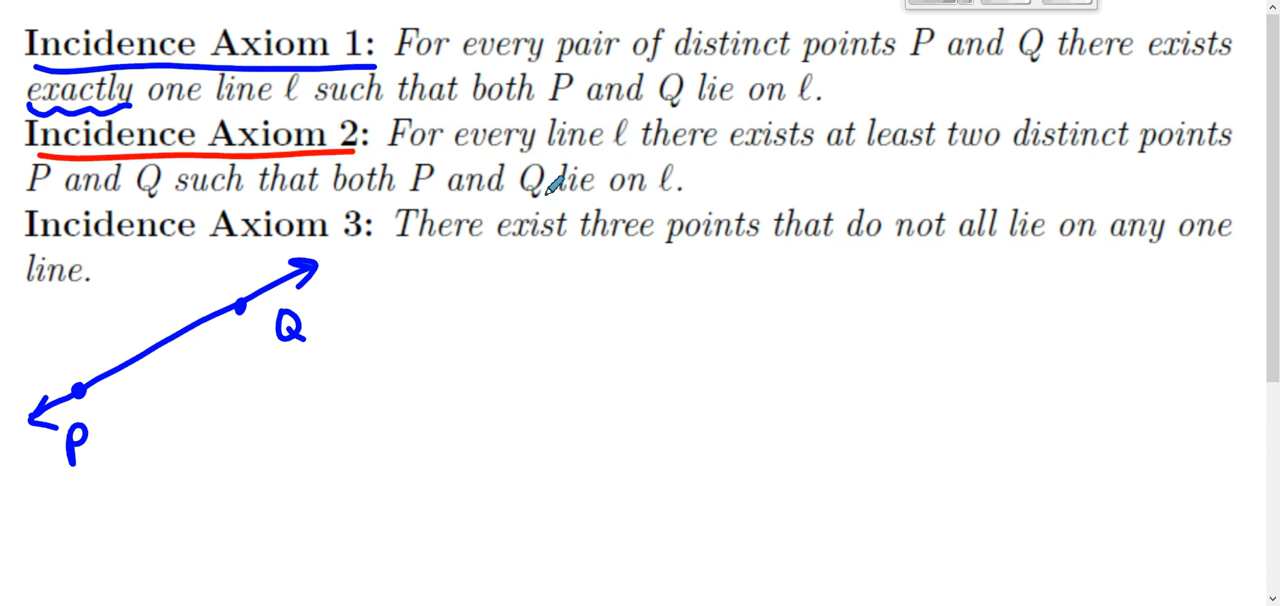 Incidence Axiom 1: For every pair of distinct points P and Q there exists
exactly one line ℓ such that both P and Q lie on ℓ.
Incidence Axiom 2: For every line ℓ there exists at least two distinct points
P and Q such that both P and Q lie on ℓ.
Incidence Axiom 3: There exist three points that do not all lie on any one
line.
Q
P